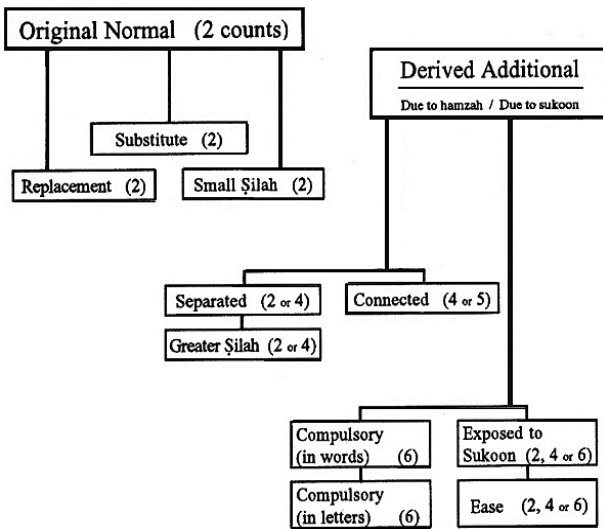 Original Normal (2 counts)
Derived Additional
Due to hamzah / Due to sukoon
Substitute (2)
Replacement (2)
Small Ṣilah (2)
Separated (2 or 4)
Connected (4 or 5)
Greater Ṣilah (2 or 4)
Compulsory
(in words) (6)
Exposed to
Sukoon (2, 4 or 6)
Compulsory
(in letters) (6)
Ease (2, 4 or 6)